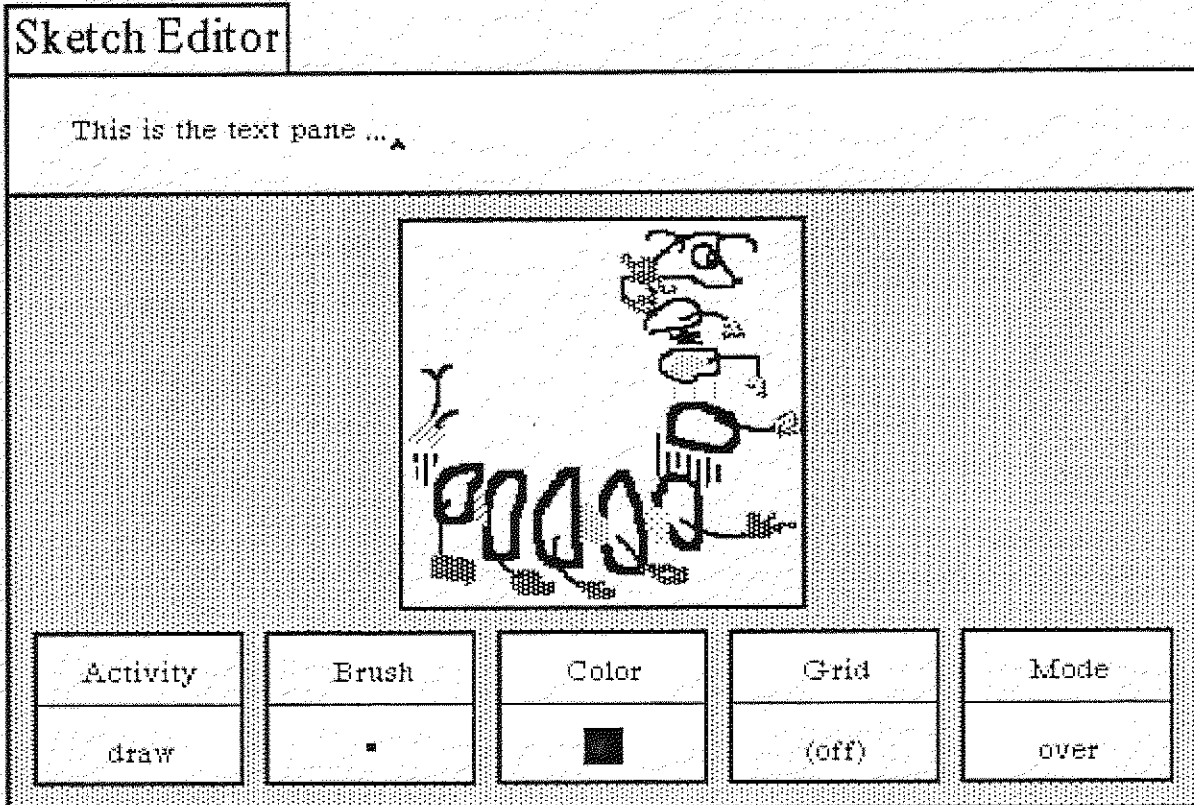 Sketch Editor
This is the text pane ...
Activity
Brush
Color
Grid
Mode
draw
(off)
over